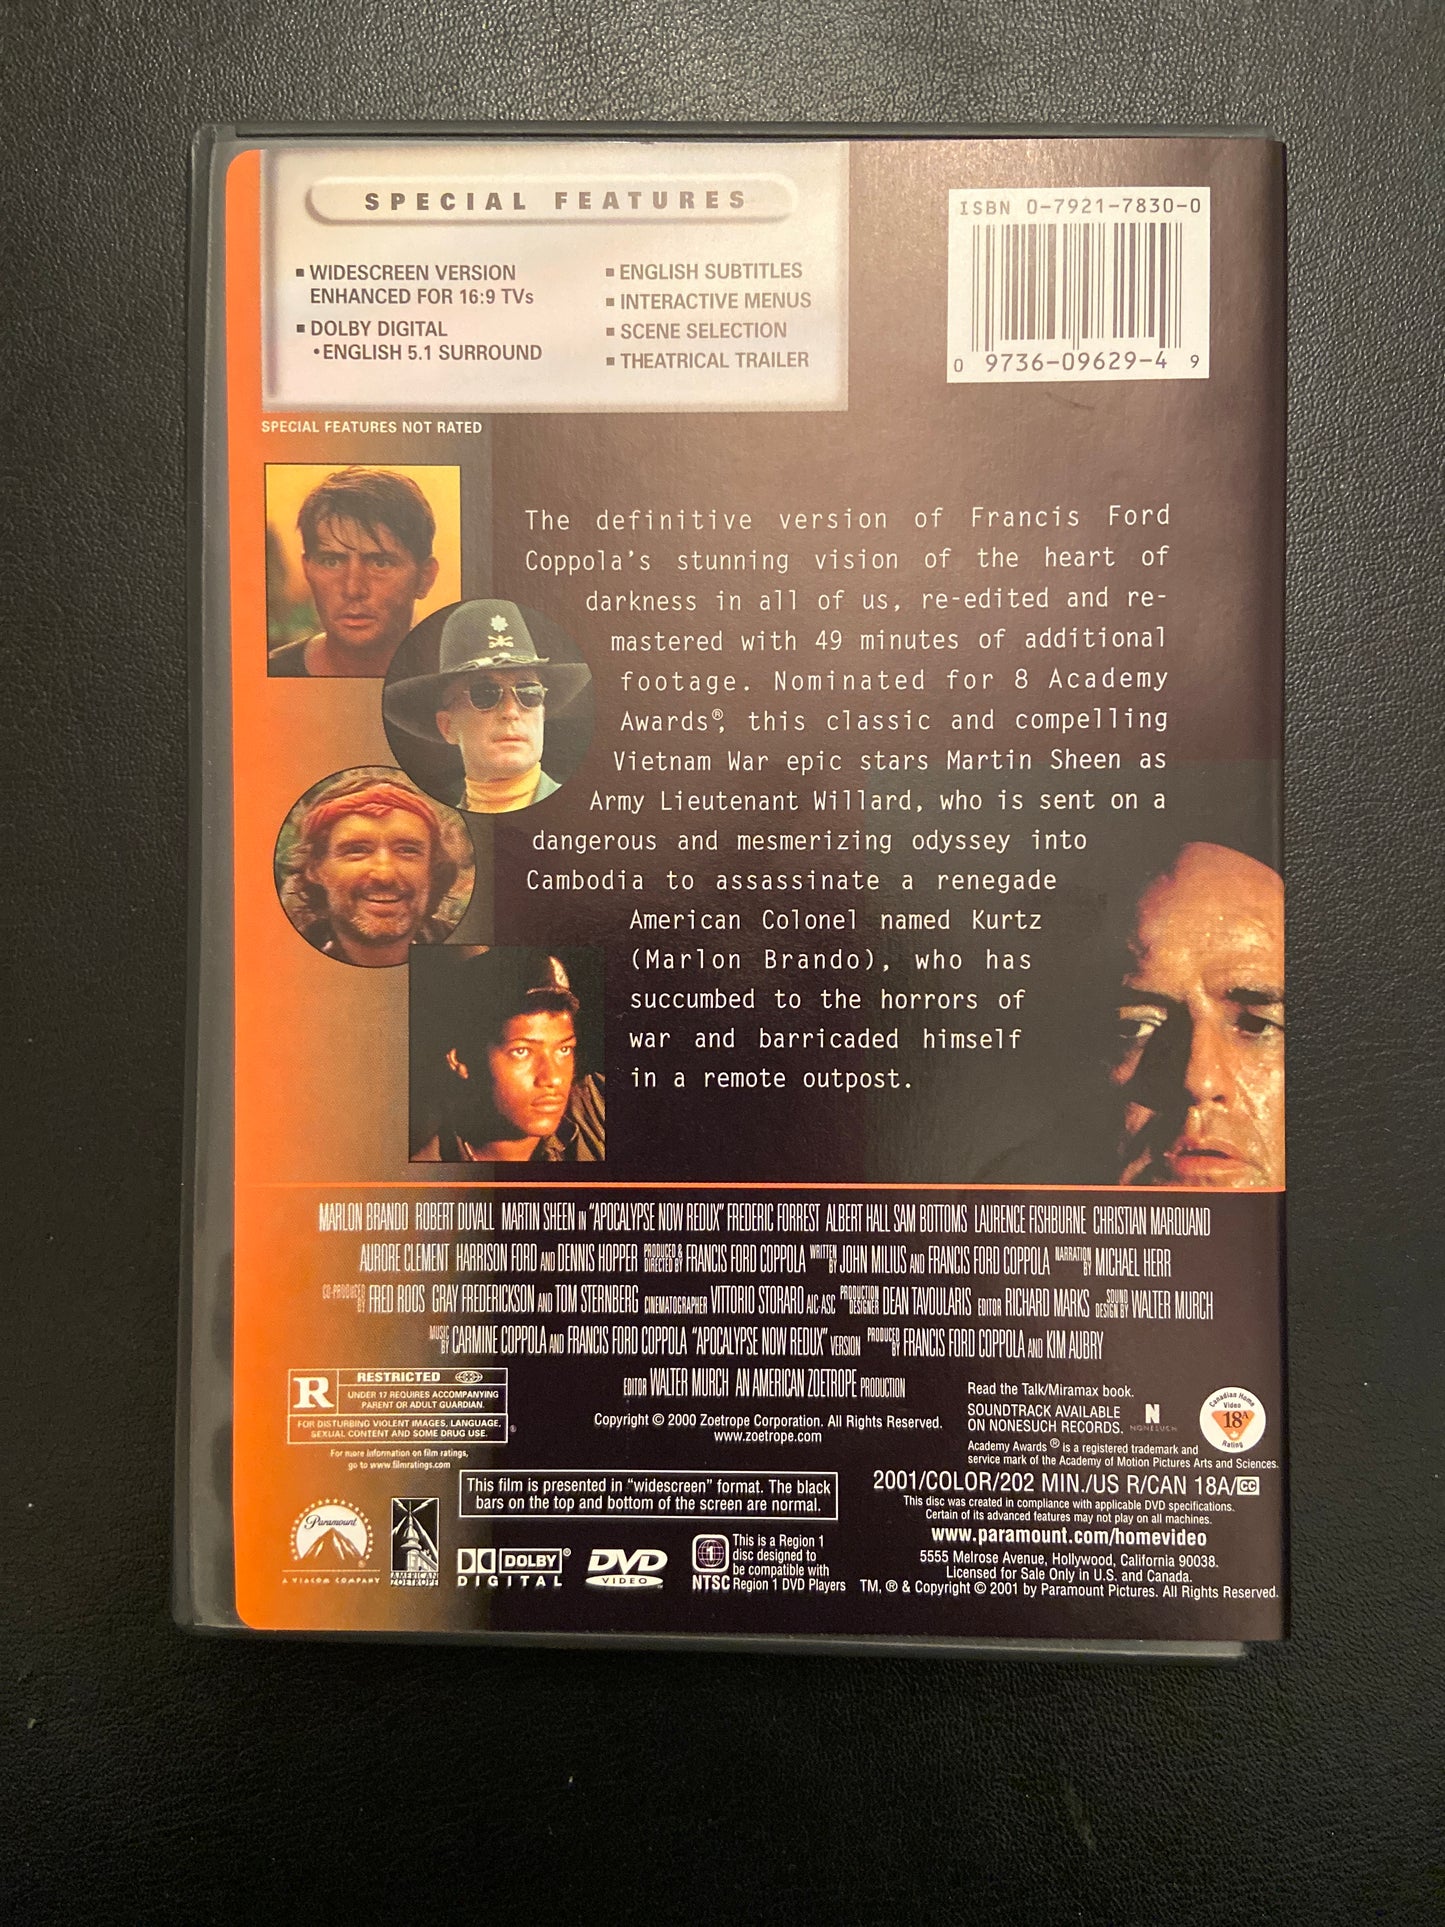 SPECIAL FEATURES
▪ WIDESCREEN VERSION
ENHANCED FOR 16:9 TVs
▪ DOLBY DIGITAL
• ENGLISH 5.1 SURROUND
▪ ENGLISH SUBTITLES
▪ INTERACTIVE MENUS
▪ SCENE SELECTION
▪ THEATRICAL TRAILER
SPECIAL FEATURES NOT RATED
ISBN 0-7921-7830-0
0 9736-09629-4 9
The definitive version of Francis Ford
Coppola's stunning vision of the heart of
darkness in all of us, re-edited and re-
mastered with 49 minutes of additional
footage. Nominated for 8 Academy
Awards®, this classic and compelling
Vietnam War epic stars Martin Sheen as
Army Lieutenant Willard, who is sent on a
dangerous and mesmerizing odyssey into
Cambodia to assassinate a renegade
American Colonel named Kurtz
(Marlon Brando), who has
succumbed to the horrors of
war and barricaded himself
in a remote outpost.
MARLON BRANDO ROBERT DUVALL MARTIN SHEEN IN "APOCALYPSE NOW REDUX" FREDERIC FORREST ALBERT HALL SAM BOTTOMS LAURENCE FISHBURNE CHRISTIAN MARQUAND
AURORE CLEMENT HARRISON FORD AND DENNIS HOPPER PRODUCED & DIRECTED BY FRANCIS FORD COPPOLA WRITTEN BY JOHN MILIUS AND FRANCIS FORD COPPOLA NARRATION BY MICHAEL HERR
CO-PRODUCED BY FRED ROOS GRAY FREDERICKSON AND TOM STERNBERG CINEMATOGRAPHER VITTORIO STORARO AIC-ASC PRODUCTION DESIGNER DEAN TAVOULARIS EDITOR RICHARD MARKS SOUND DESIGN BY WALTER MURCH
MUSIC BY CARMINE COPPOLA AND FRANCIS FORD COPPOLA "APOCALYPSE NOW REDUX" VERSION PRODUCED BY FRANCIS FORD COPPOLA AND KIM AUBRY
EDITOR WALTER MURCH AN AMERICAN ZOETROPE PRODUCTION
R RESTRICTED
UNDER 17 REQUIRES ACCOMPANYING
PARENT OR ADULT GUARDIAN
FOR DISTURBING VIOLENT IMAGES, LANGUAGE,
SEXUAL CONTENT AND SOME DRUG USE. ®
For more information on film ratings,
go to www.filmratings.com
Copyright © 2000 Zoetrope Corporation. All Rights Reserved.
www.zoetrope.com
Read the Talk/Miramax book.
SOUNDTRACK AVAILABLE
ON NONESUCH RECORDS.
N
NONESUCH
Canadian Home
Video
18A
Rating
Academy Awards ® is a registered trademark and
service mark of the Academy of Motion Pictures Arts and Sciences.
This film is presented in "widescreen" format. The black
bars on the top and bottom of the screen are normal.
2001/COLOR/202 MIN./US R/CAN 18A/CC
This disc was created in compliance with applicable DVD specifications.
Certain of its advanced features may not play on all machines.
www.paramount.com/homevideo
5555 Melrose Avenue, Hollywood, California 90038.
Licensed for Sale Only in U.S. and Canada.
TM, ® & Copyright © 2001 by Paramount Pictures. All Rights Reserved.
Paramount ®
A VIACOM COMPANY
AMERICAN
ZOETROPE
DOLBY ®
DIGITAL
DVD
VIDEO ™
1
NTSC
This is a Region 1
disc designed to
be compatible with
Region 1 DVD Players